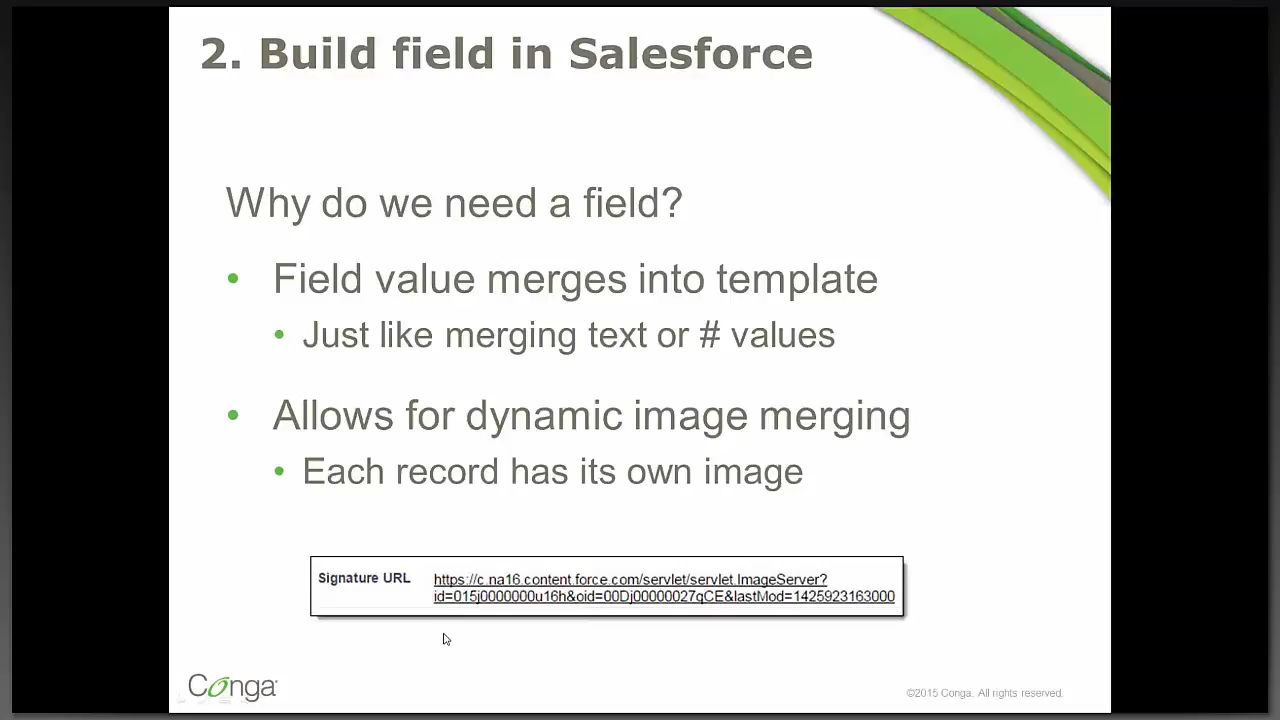 2. Build field in Salesforce
Why do we need a field?
• Field value merges into template
• Just like merging text or # values
• Allows for dynamic image merging
• Each record has its own image
Signature URL
https://c.na16.content.force.com/servlet/servlet.ImageServer?
id=015j0000000u16h&oid=00Dj00000027qCE&lastMod=1425923163000
Conga
©2015 Conga. All rights reserved.